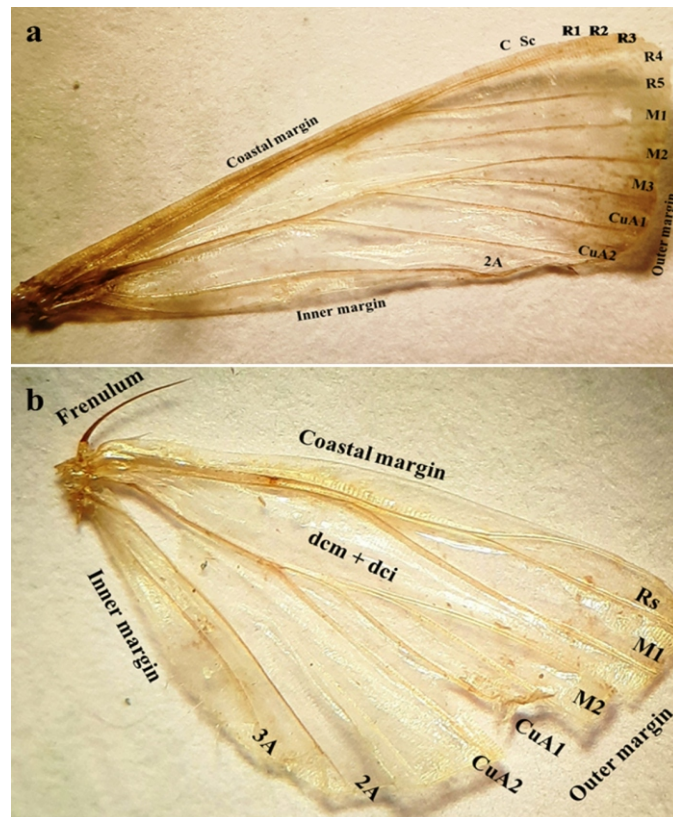 a
C Sc R1 R2 R3
R4
R5
Coastal margin
M1
M2
M3
CuA1
CuA2
2A
Outer margin
Inner margin
b
Frenulum
Coastal margin
dcm + dci
Inner margin
Rs
M1
M2
CuA1
Outer margin
CuA2
3A
2A